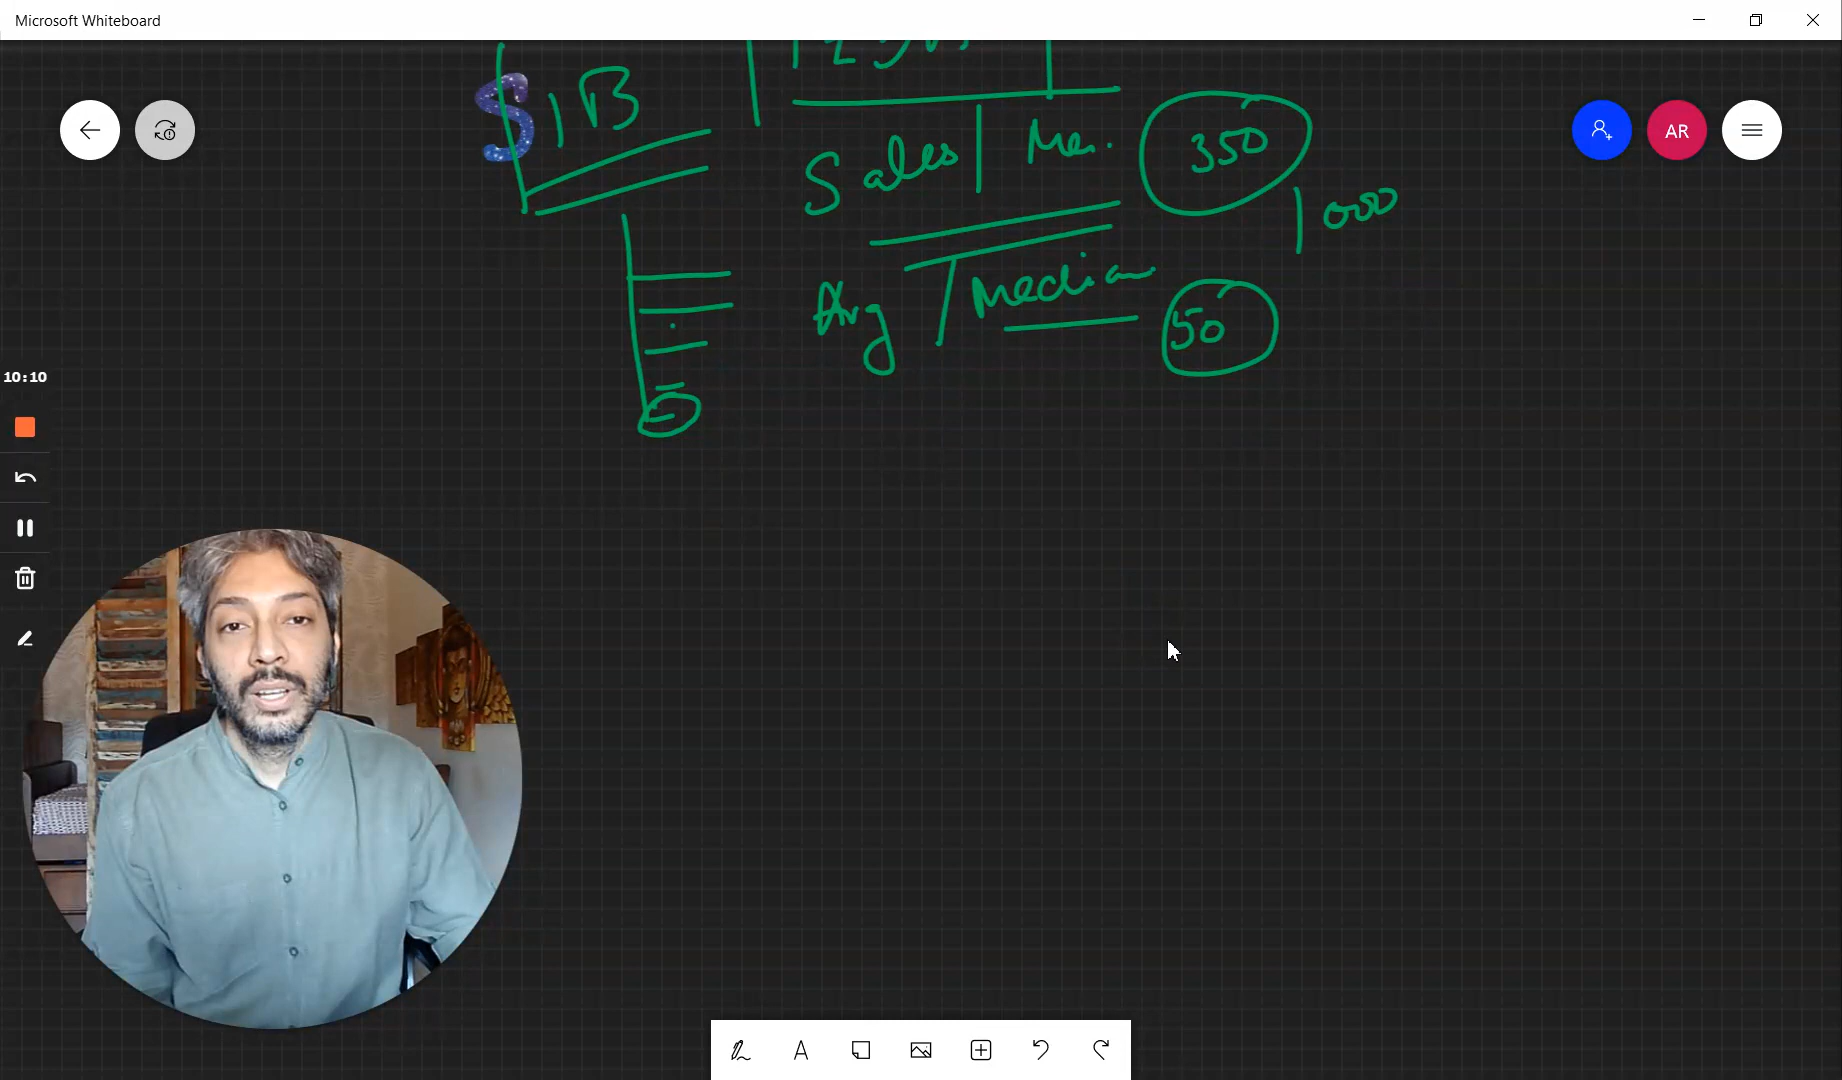 Microsoft Whiteboard
S 1B
Sales | Me. 350
1000
AR
Avg / Median 50
10:10